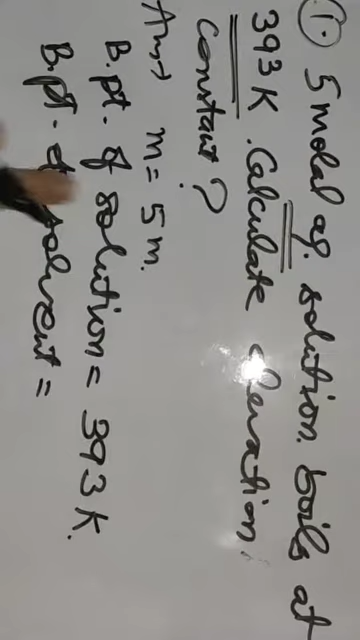 ①. 5 molal aq. solution boils at
393 K. Calculate elevation
constant?
Ans→ m = 5 m.
B.pt. of solution = 393 K.
B.pt. of solvent =